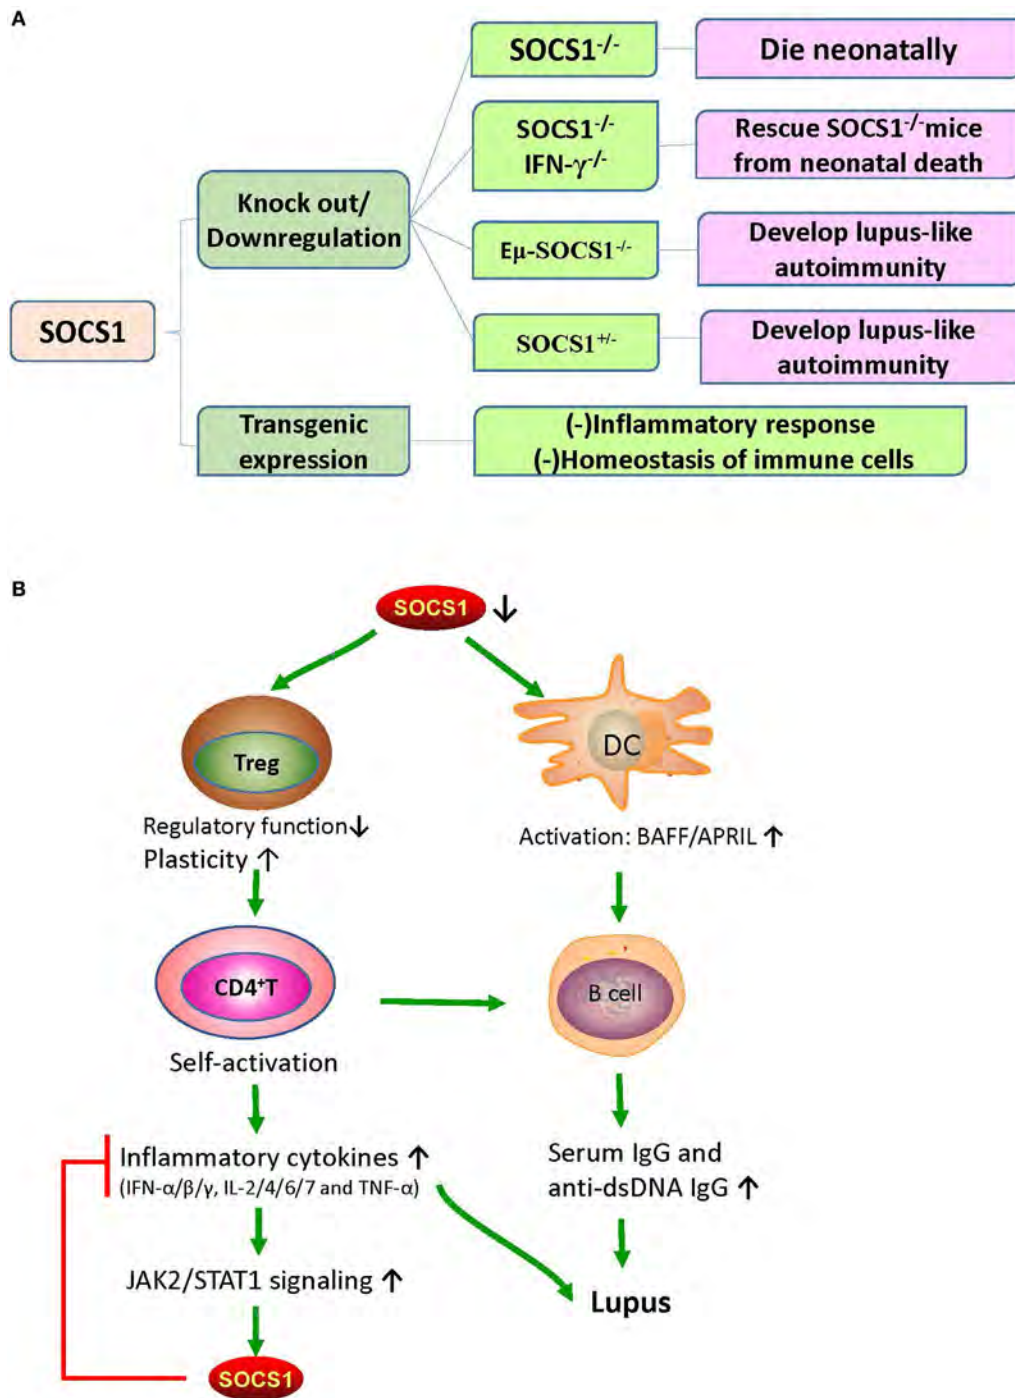 A
SOCS1
Knock out/
Downregulation
SOCS1-/-
Die neonatally
SOCS1-/-
IFN-γ-/-
Rescue SOCS1-/-mice
from neonatal death
Eμ-SOCS1-/-
Develop lupus-like
autoimmunity
SOCS1+/-
Develop lupus-like
autoimmunity
Transgenic
expression
(-)Inflammatory response
(-)Homeostasis of immune cells
B
SOCS1 ↓
Treg
Regulatory function↓
Plasticity ↑
DC
Activation: BAFF/APRIL ↑
CD4+T
Self-activation
B cell
Inflammatory cytokines ↑
(IFN-α/β/γ, IL-2/4/6/7 and TNF-α)
Serum IgG and
anti-dsDNA IgG ↑
JAK2/STAT1 signaling ↑
Lupus
SOCS1